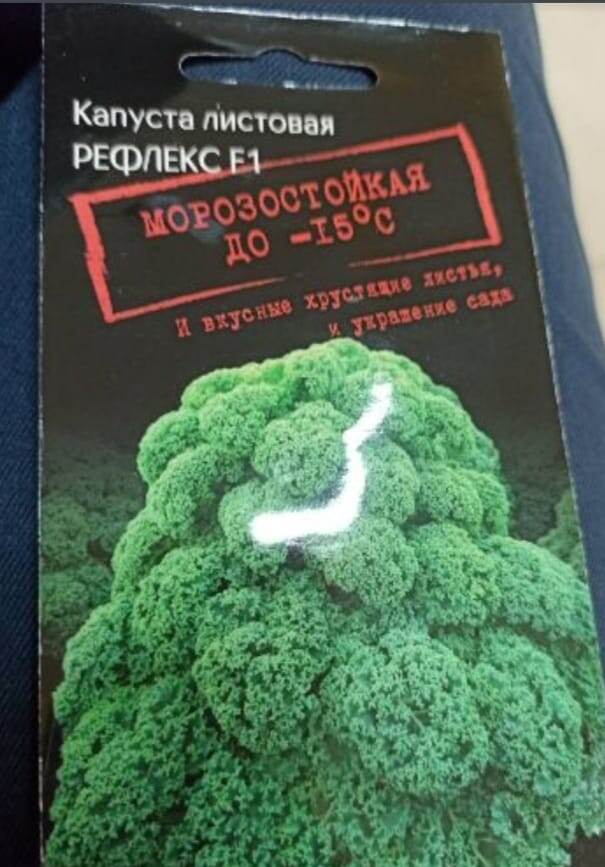 Капуста листовая
РЕФЛЕКС F1
МОРОЗОСТОЙКАЯ
ДО -15°С
И вкусные хрустящие листья,
и украшение сада